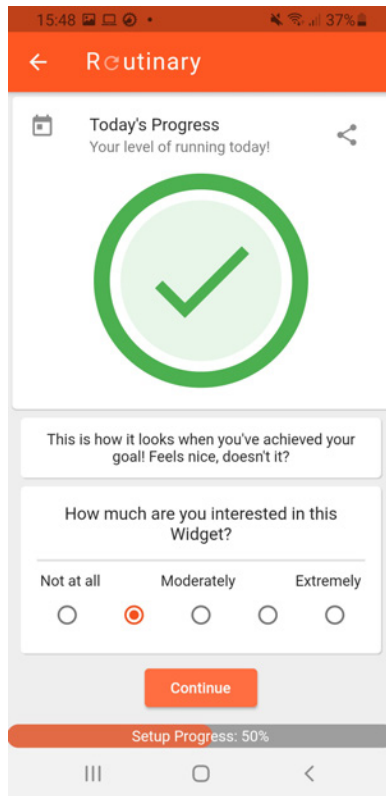 15:48 37%
Routinary
Today's Progress
Your level of running today!
This is how it looks when you've achieved your
goal! Feels nice, doesn't it?
How much are you interested in this
Widget?
Not at all Moderately Extremely
Continue
Setup Progress: 50%